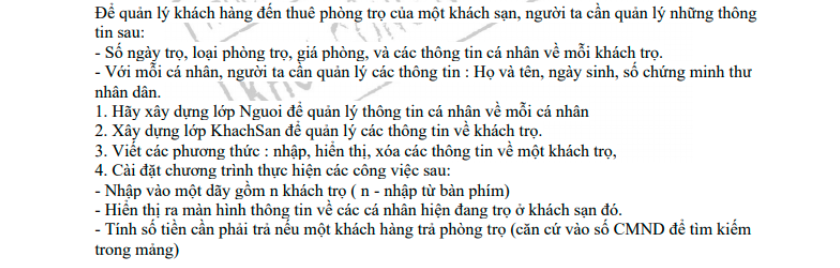 Để quản lý khách hàng đến thuê phòng trọ của một khách sạn, người ta cần quản lý những thông
tin sau:
- Số ngày trọ, loại phòng trọ, giá phòng, và các thông tin cá nhân về mỗi khách trọ.
- Với mỗi cá nhân, người ta cần quản lý các thông tin : Họ và tên, ngày sinh, số chứng minh thư
nhân dân.
1. Hãy xây dựng lớp Nguoi để quản lý thông tin cá nhân về mỗi cá nhân
2. Xây dựng lớp KhachSan để quản lý các thông tin về khách trọ.
3. Viết các phương thức : nhập, hiển thị, xóa các thông tin về một khách trọ,
4. Cài đặt chương trình thực hiện các công việc sau:
- Nhập vào một dãy gồm n khách trọ ( n - nhập từ bàn phím)
- Hiển thị ra màn hình thông tin về các cá nhân hiện đang trọ ở khách sạn đó.
- Tính số tiền cần phải trả nếu một khách hàng trả phòng trọ (căn cứ vào số CMND để tìm kiếm
trong mảng)